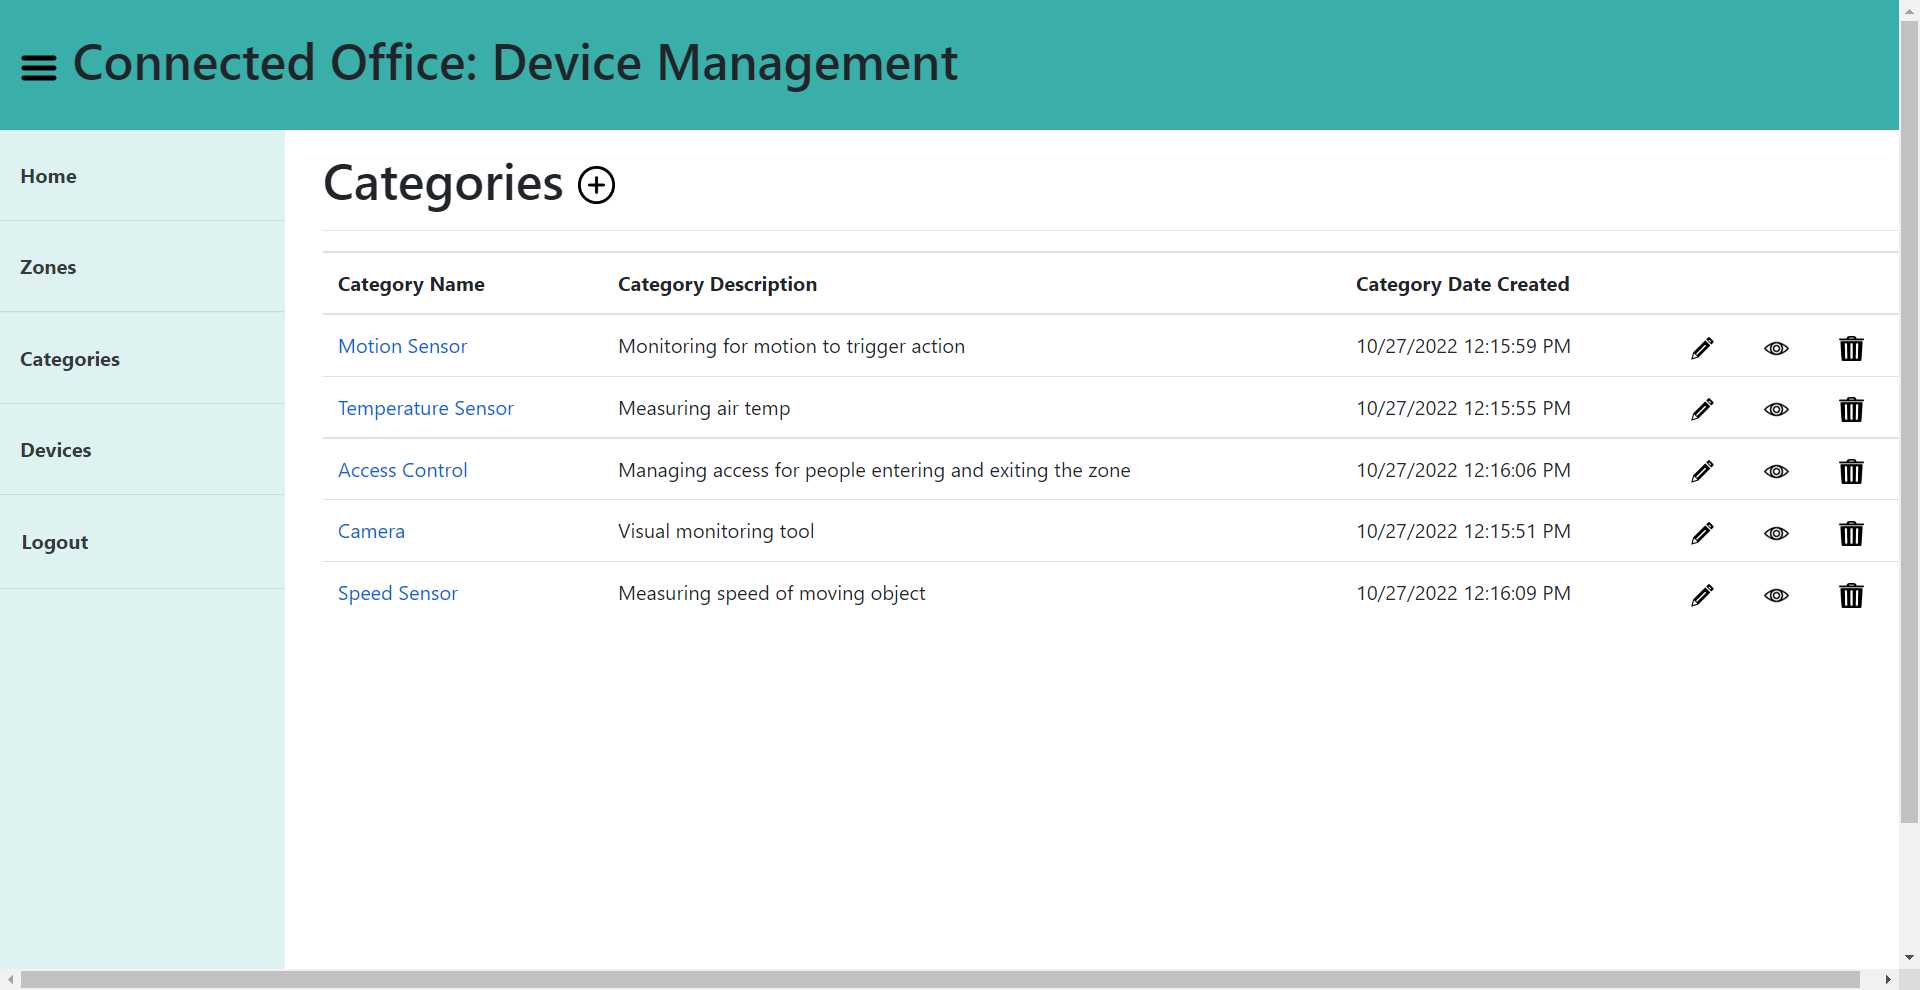 Connected Office: Device Management
Home
Zones
Categories
Devices
Logout
Categories
Category Name Category Description Category Date Created
Motion Sensor Monitoring for motion to trigger action 10/27/2022 12:15:59 PM
Temperature Sensor Measuring air temp 10/27/2022 12:15:55 PM
Access Control Managing access for people entering and exiting the zone 10/27/2022 12:16:06 PM
Camera Visual monitoring tool 10/27/2022 12:15:51 PM
Speed Sensor Measuring speed of moving object 10/27/2022 12:16:09 PM